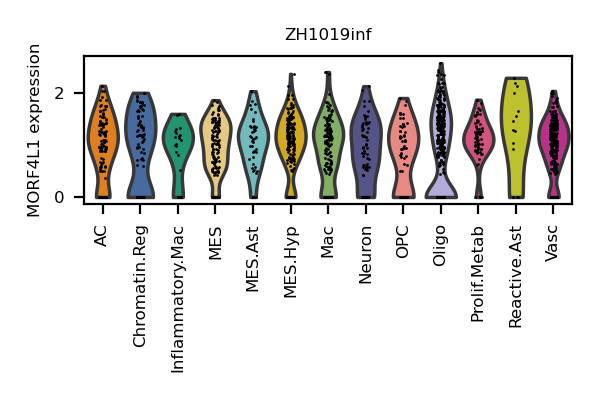 ZH1019inf
MORF4L1 expression
2
0
AC
Chromatin.Reg
Inflammatory.Mac
MES
MES.Ast
MES.Hyp
Mac
Neuron
OPC
Oligo
Prolif.Metab
Reactive.Ast
Vasc